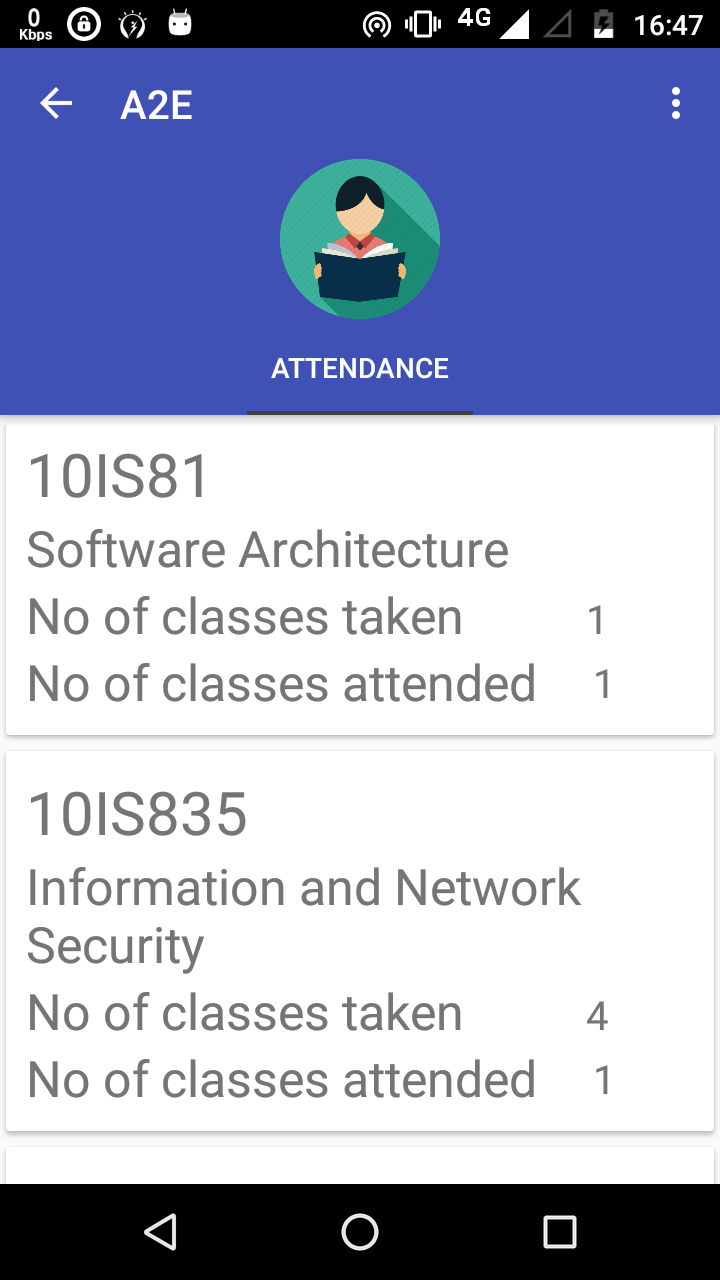 0
Kbps
4G
16:47
A2E
ATTENDANCE
10IS81
Software Architecture
No of classes taken 1
No of classes attended 1
10IS835
Information and Network
Security
No of classes taken 4
No of classes attended 1